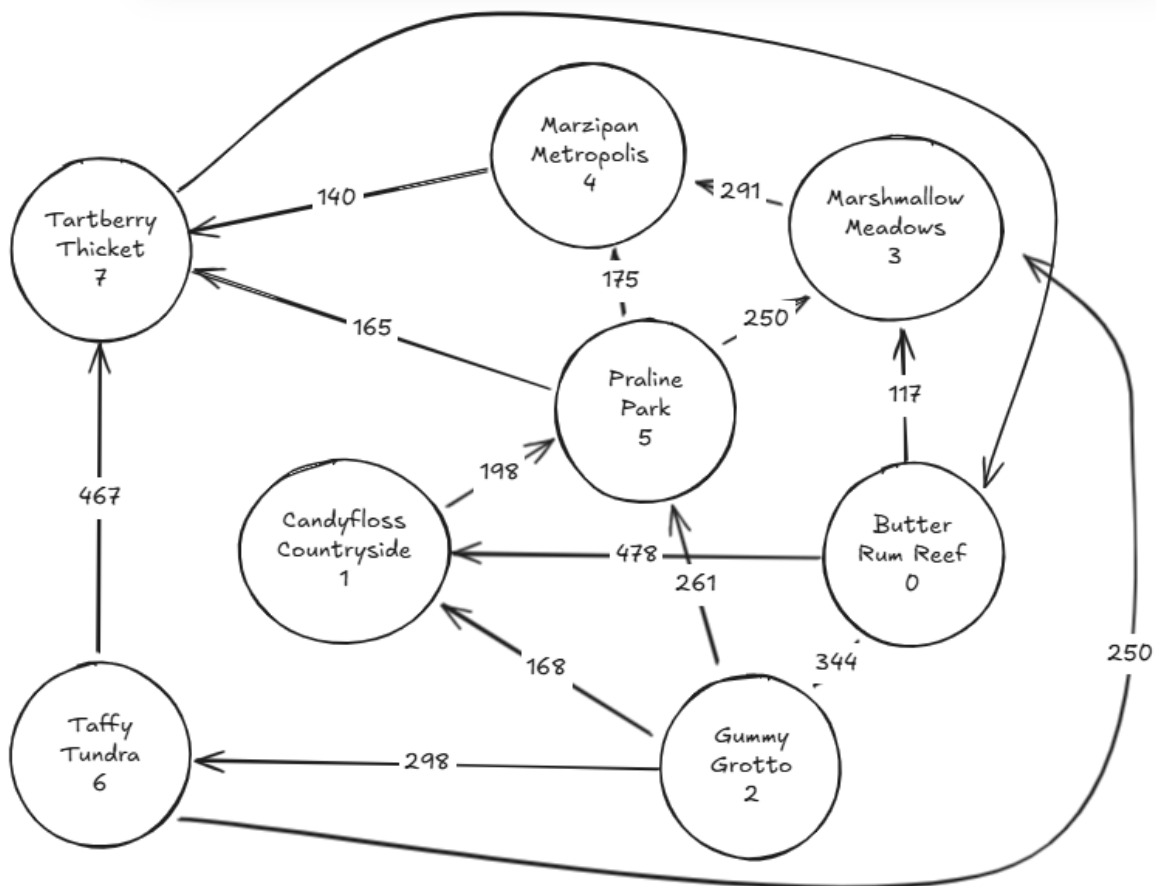 Marzipan
Metropolis
4
Marshmallow
Meadows
3
Tartberry
Thicket
7
140
291
175
250
165
Praline
Park
5
117
198
467
Candyfloss
Countryside
1
478
Butter
Rum Reef
0
261
168
344
250
Taffy
Tundra
6
298
Gummy
Grotto
2